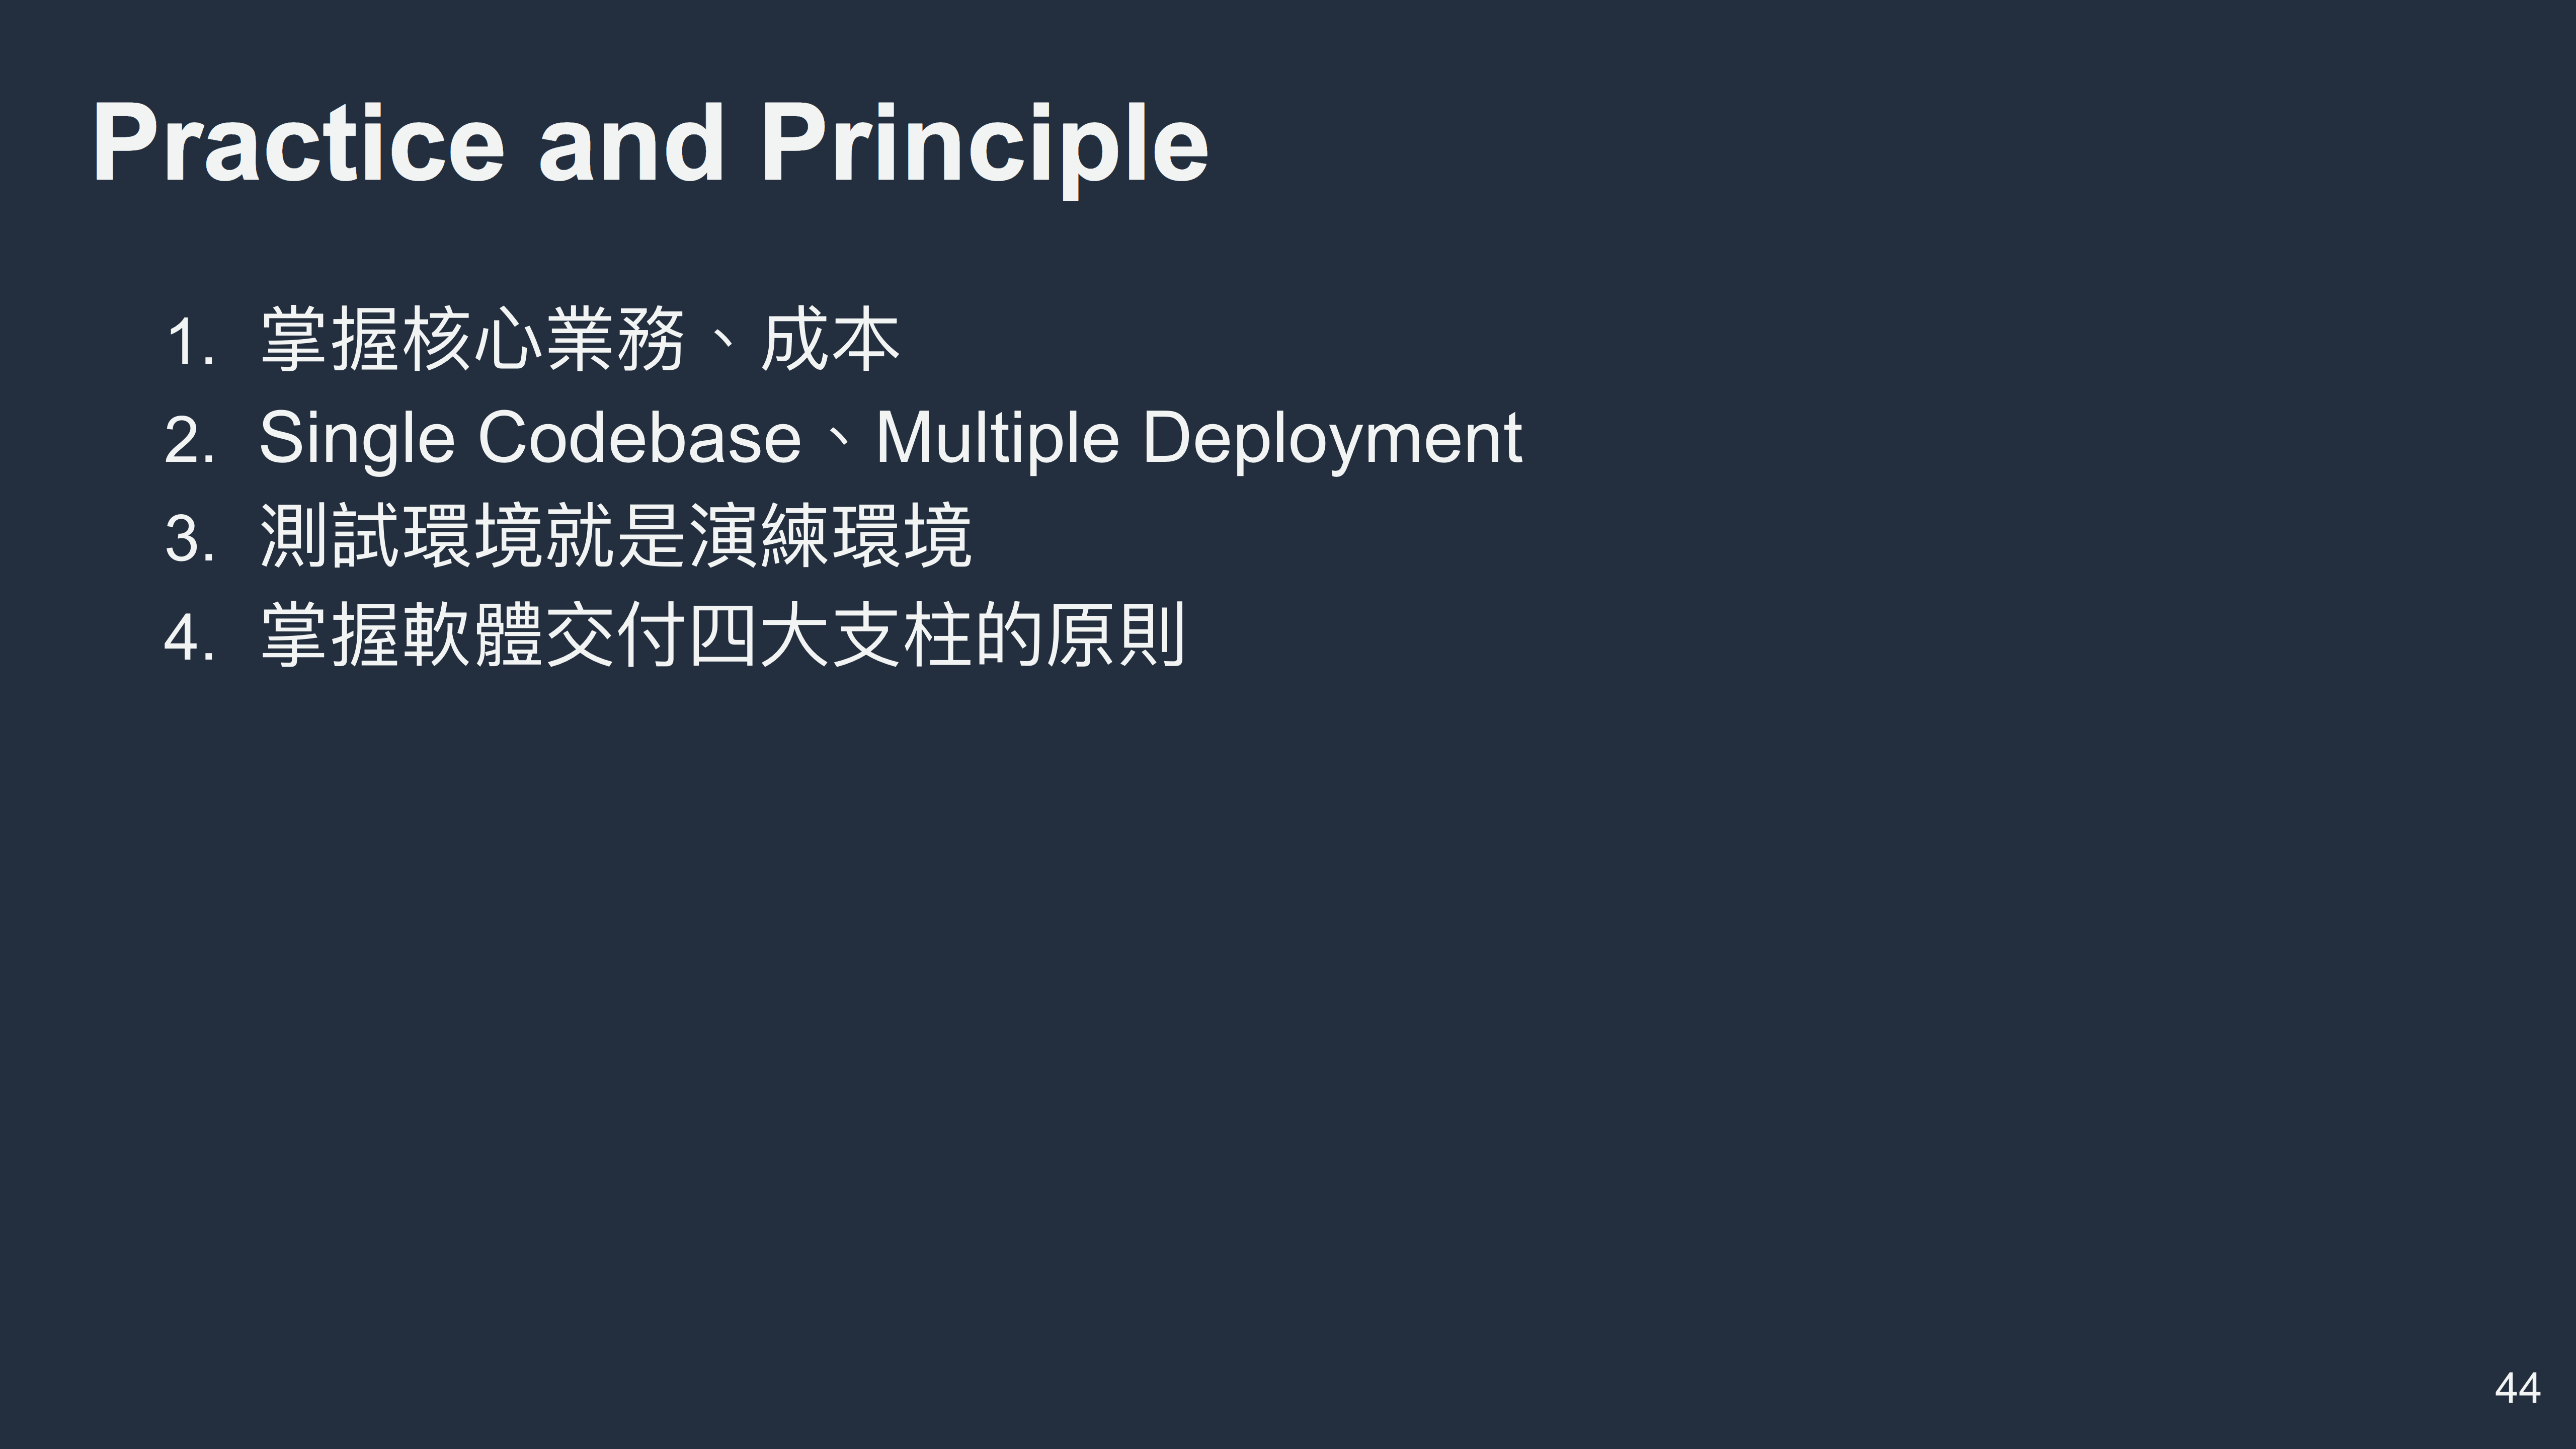 Practice and Principle
1. 掌握核心業務、成本
2. Single Codebase、Multiple Deployment
3. 測試環境就是演練環境
4. 掌握軟體交付四大支柱的原則
44